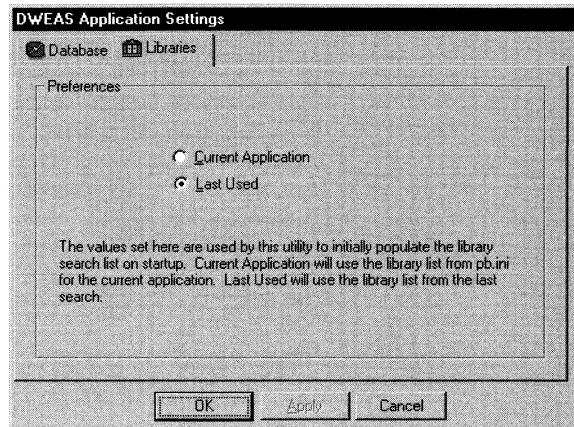 DWEAS Application Settings
Database Libraries
Preferences
Current Application
Last Used
The values set here are used by this utility to initially populate the library
search list on startup. Current Application will use the library list from pb.ini
for the current application. Last Used will use the library list from the last
search.
OK Apply Cancel